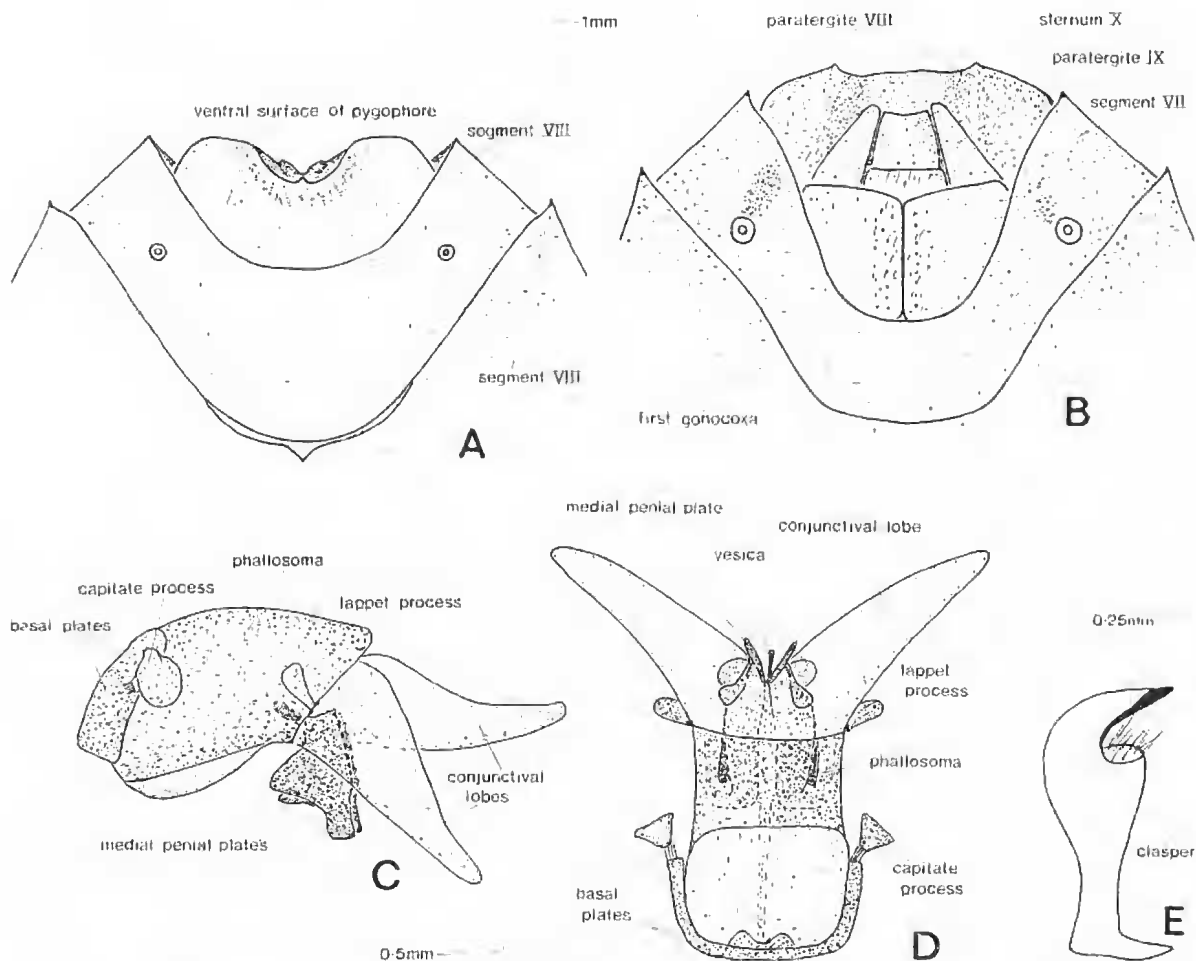 1mm
paratergite VIII
sternum X
paratergite IX
segment VII
ventral surface of pygophore
segment VIII
segment VIII
A
first gonocoxa
B
medial penial plate
conjunctival lobe
vesica
phallosoma
capitate process
lappet process
basal plates
conjunctival
lobes
medial penial plates
C
0·5mm
lappet
process
phallosoma
capitate
process
basal
plates
D
0·25mm
clasper
E